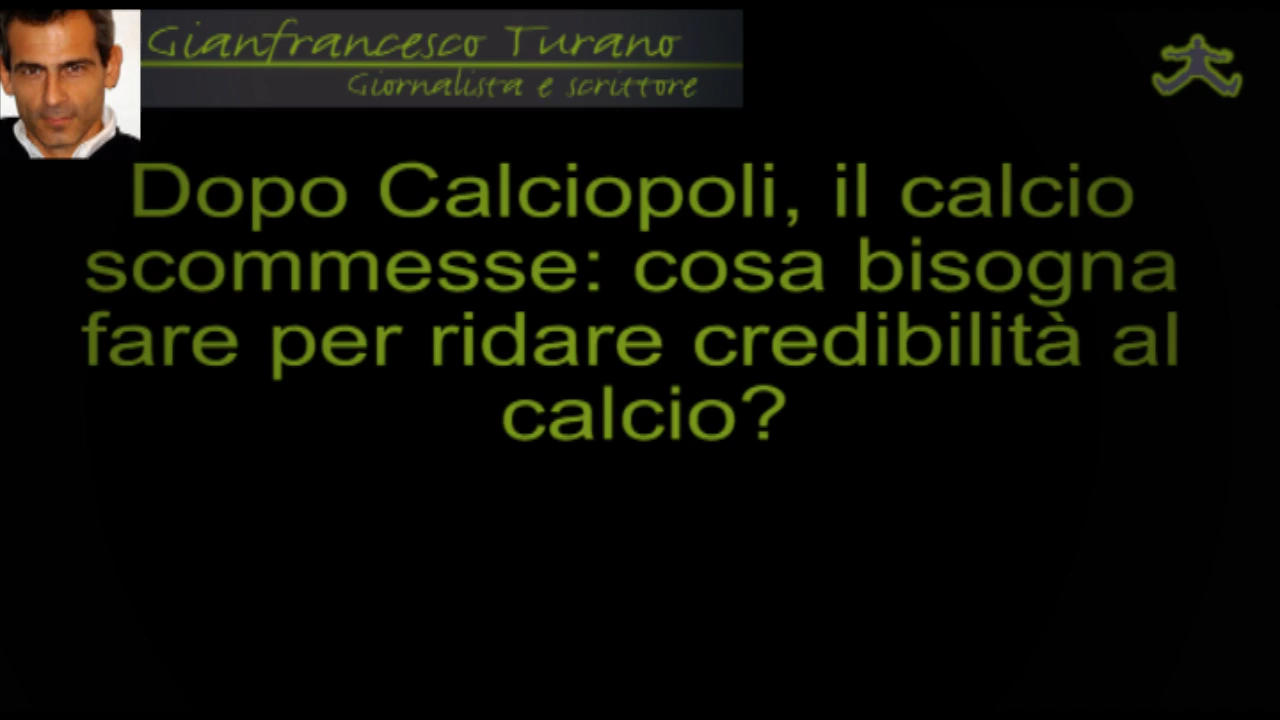 Gianfrancesco Turano
Giornalista e scrittore
Dopo Calciopoli, il calcio
scommesse: cosa bisogna
fare per ridare credibilità al
calcio?